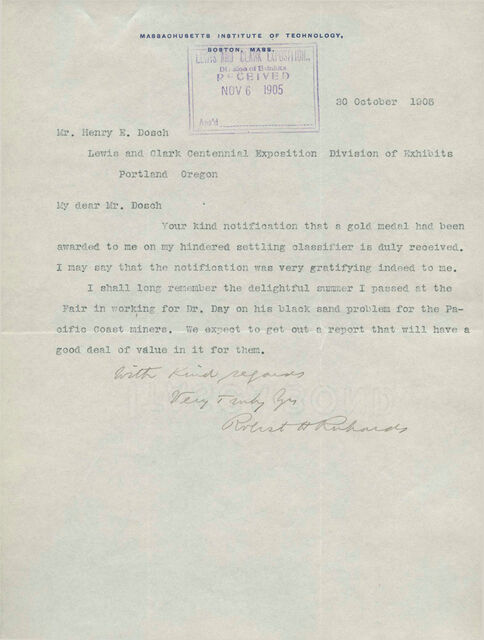 MASSACHUSETTS INSTITUTE OF TECHNOLOGY,
BOSTON, MASS.
LEWIS AND CLARK EXPOSITION,
Division of Exhibits
RECEIVED
NOV 6 1905
Ans'd
30 October 1905
Mr. Henry E. Dosch
Lewis and Clark Centennial Exposition Division of Exhibits
Portland Oregon
My dear Mr. Dosch
Your kind notification that a gold medal had been
awarded to me on my hindered settling classifier is duly received.
I may say that the notification was very gratifying indeed to me.
I shall long remember the delightful summer I passed at the
Fair in working for Dr. Day on his black sand problem for the Pa-
cific Coast miners. We expect to get out a report that will have a
good deal of value in it for them.
With kind regards
Very truly yrs
Robert H Richards